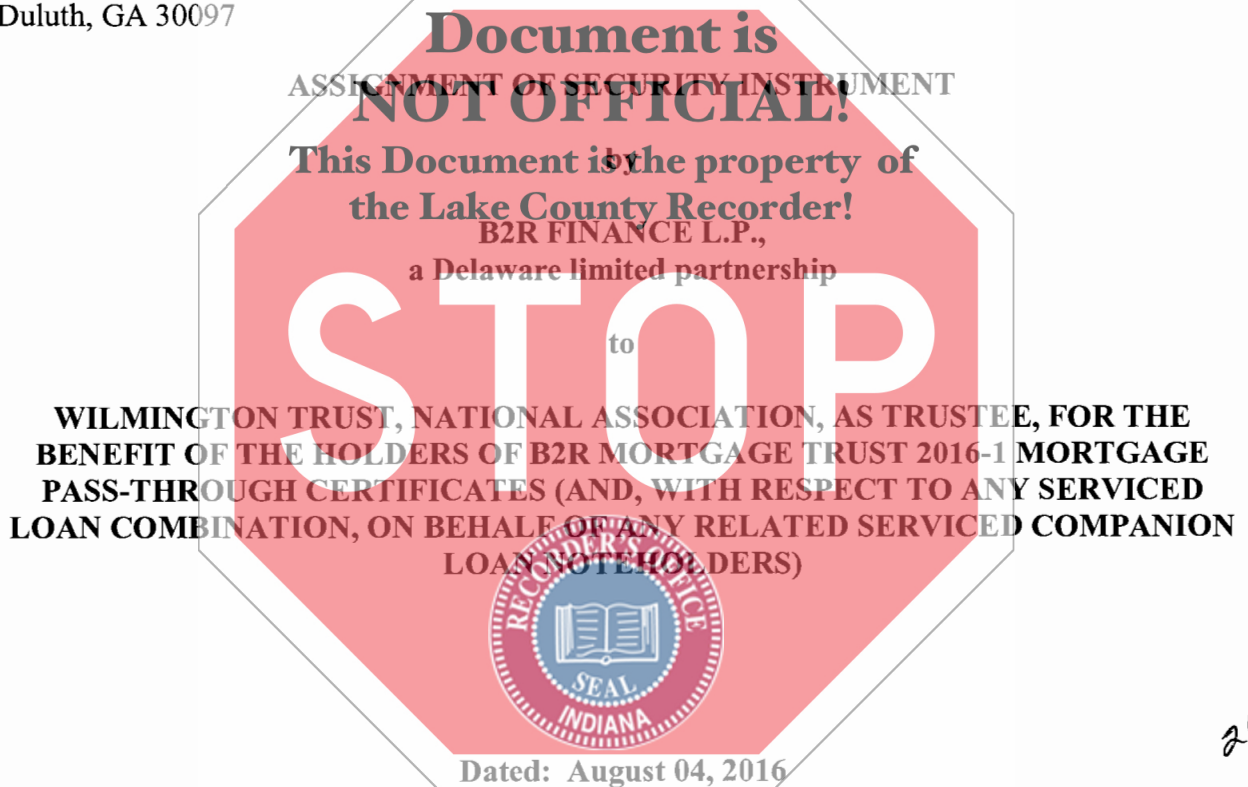 Duluth, GA 30097
Document is
ASSIGNMENT OF SECURITY INSTRUMENT
NOT OFFICIAL!
by
This Document is the property of
the Lake County Recorder!
B2R FINANCE L.P.,
a Delaware limited partnership
STOP
to
WILMINGTON TRUST, NATIONAL ASSOCIATION, AS TRUSTEE, FOR THE
BENEFIT OF THE HOLDERS OF B2R MORTGAGE TRUST 2016-1 MORTGAGE
PASS-THROUGH CERTIFICATES (AND, WITH RESPECT TO ANY SERVICED
LOAN COMBINATION, ON BEHALF OF ANY RELATED SERVICED COMPANION
LOAN NOTEHOLDERS)
RECORDER'S OFFICE
SEAL
INDIANA
Dated: August 04, 2016